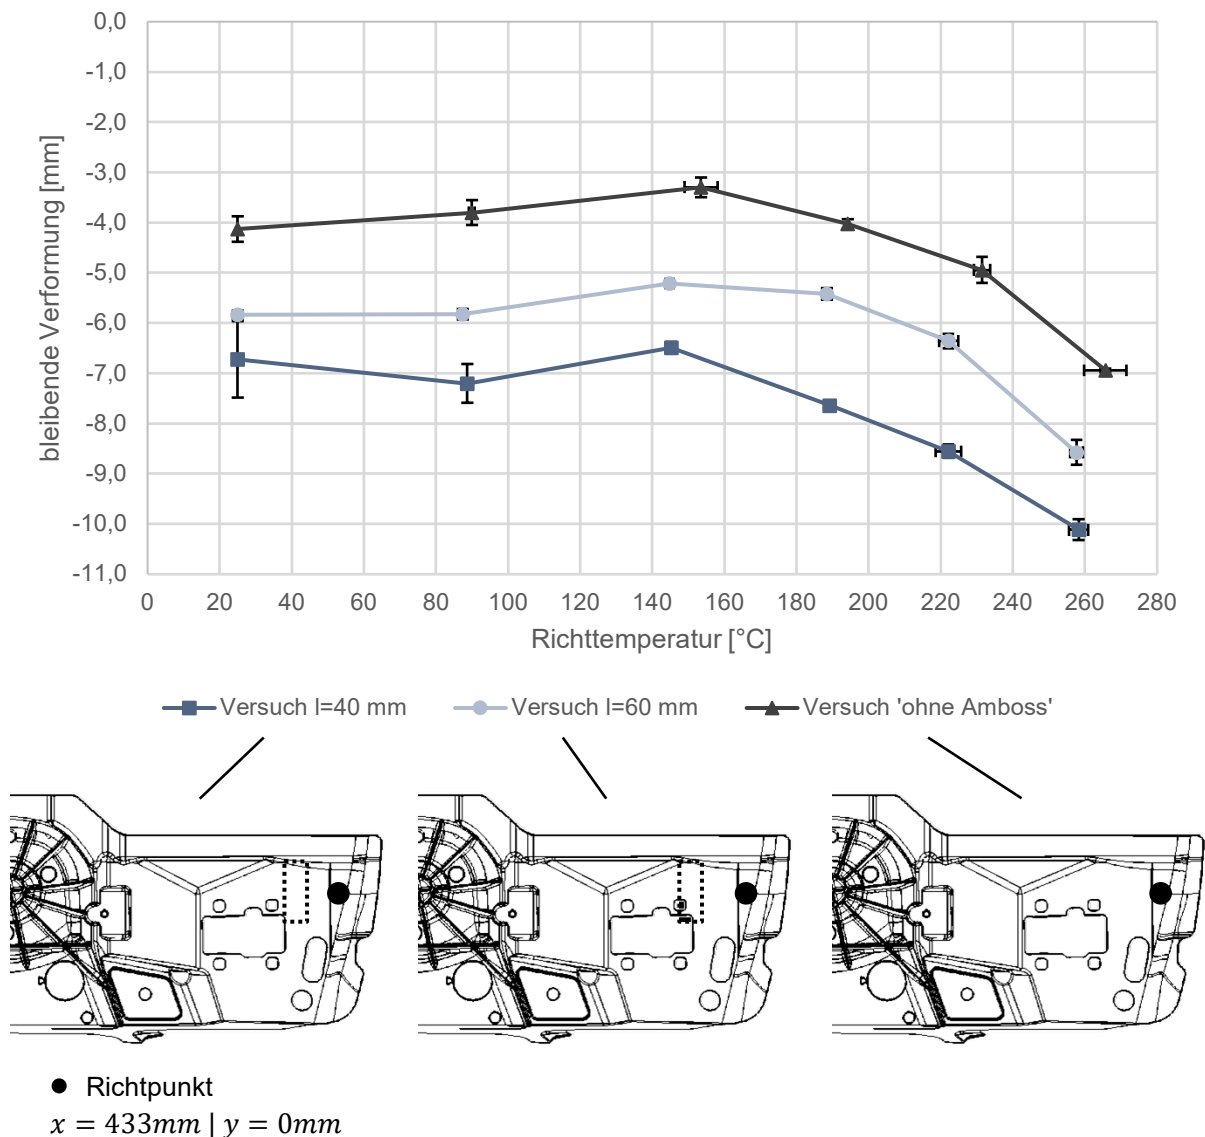 0,0
-1,0
-2,0
-3,0
-4,0
-5,0
-6,0
-7,0
-8,0
-9,0
-10,0
-11,0
bleibende Verformung [mm]
0 20 40 60 80 100 120 140 160 180 200 220 240 260 280
Richttemperatur [°C]
Versuch l=40 mm Versuch l=60 mm Versuch 'ohne Amboss'
● Richtpunkt
x = 433mm | y = 0mm